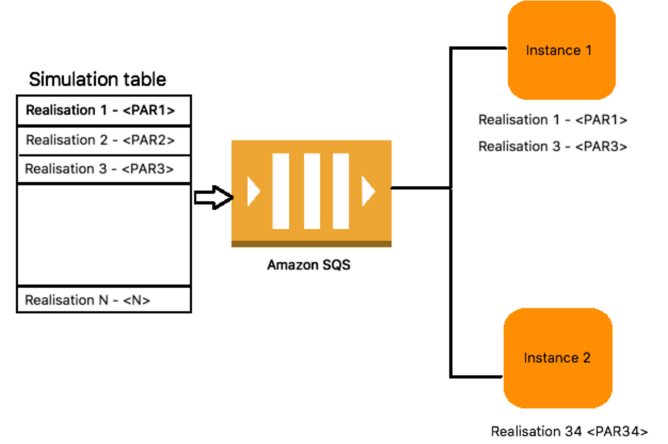 Simulation table
Realisation 1 - <PAR1>
Realisation 2 - <PAR2>
Realisation 3 - <PAR3>
Realisation N - <N>
Amazon SQS
Instance 1
Realisation 1 - <PAR1>
Realisation 3 - <PAR3>
Instance 2
Realisation 34 <PAR34>